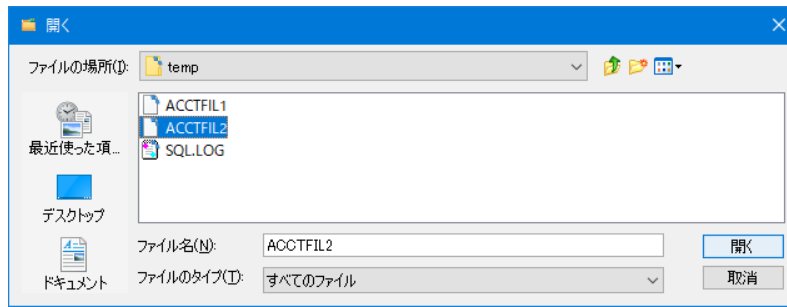 開く
ファイルの場所(I):
temp
ACCTFIL1
ACCTFIL2
SQL.LOG
最近使った項...
デスクトップ
ドキュメント
ファイル名(N):
ACCTFIL2
開く
ファイルのタイプ(T):
すべてのファイル
取消